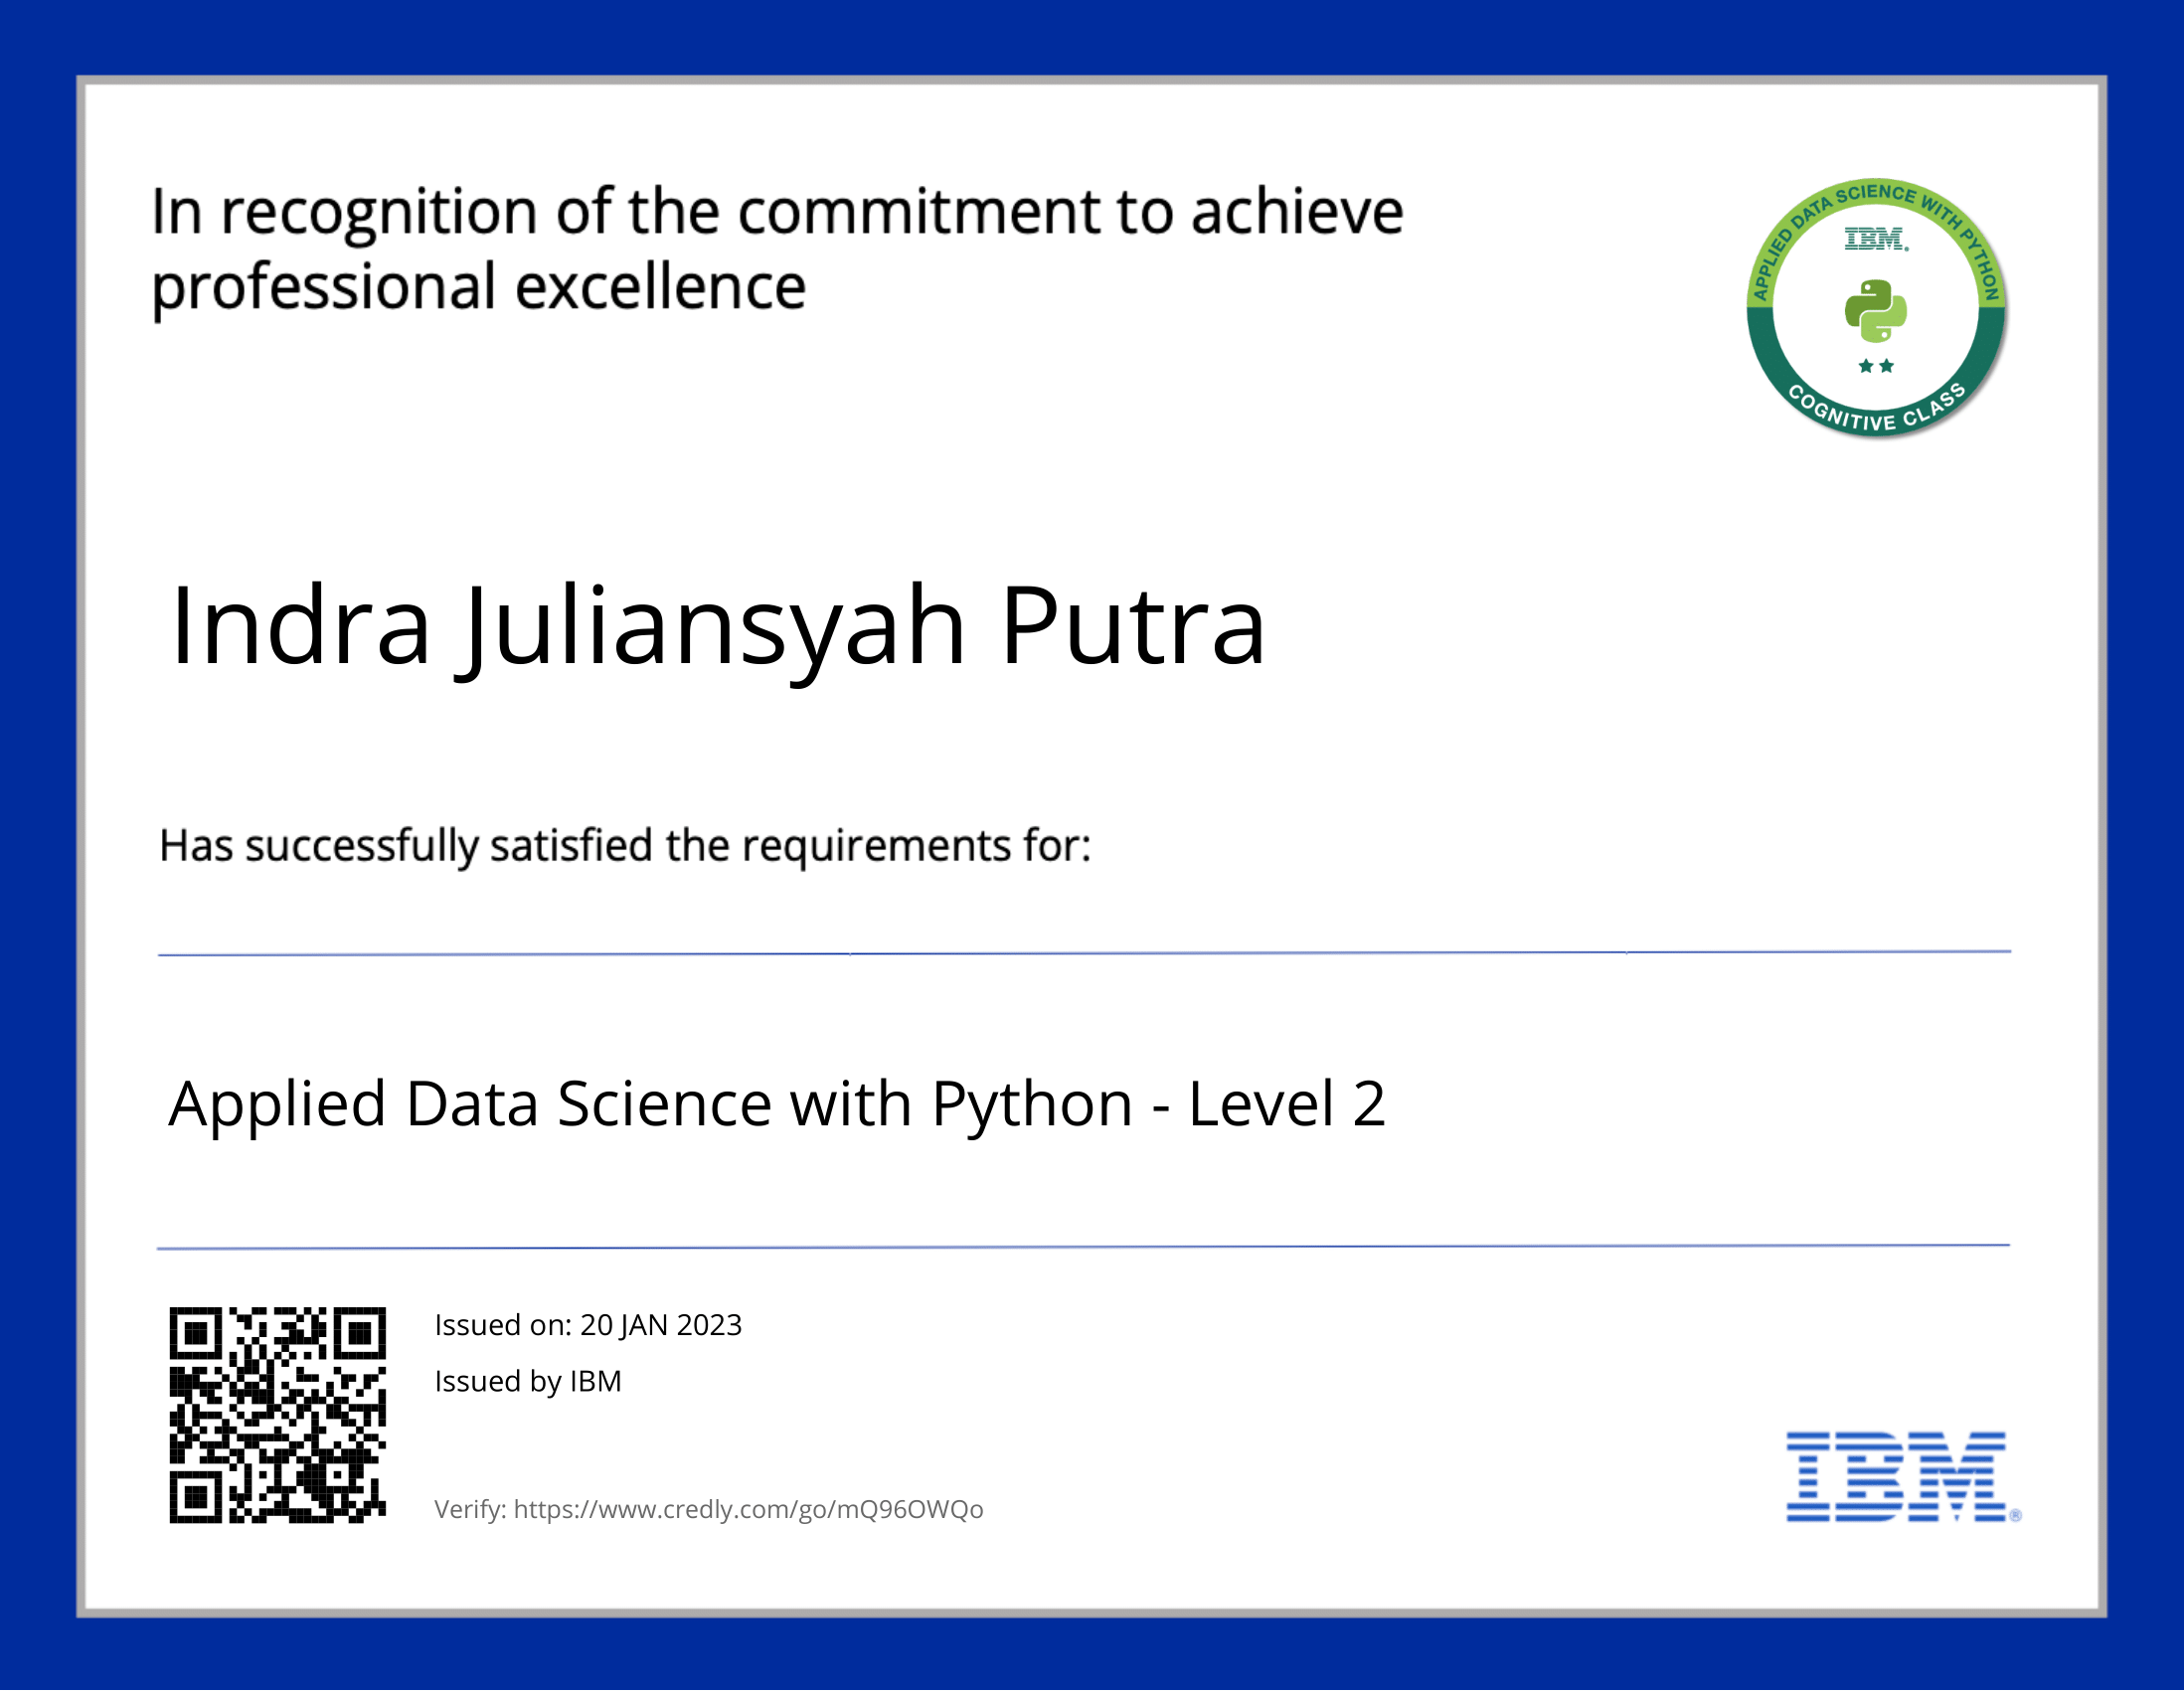 In recognition of the commitment to achieve
professional excellence
APPLIED DATA SCIENCE WITH PYTHON
IBM.
COGNITIVE CLASS
Indra Juliansyah Putra
Has successfully satisfied the requirements for:
Applied Data Science with Python - Level 2
Issued on: 20 JAN 2023
Issued by IBM
Verify: https://www.credly.com/go/mQ96OWQo
IBM®